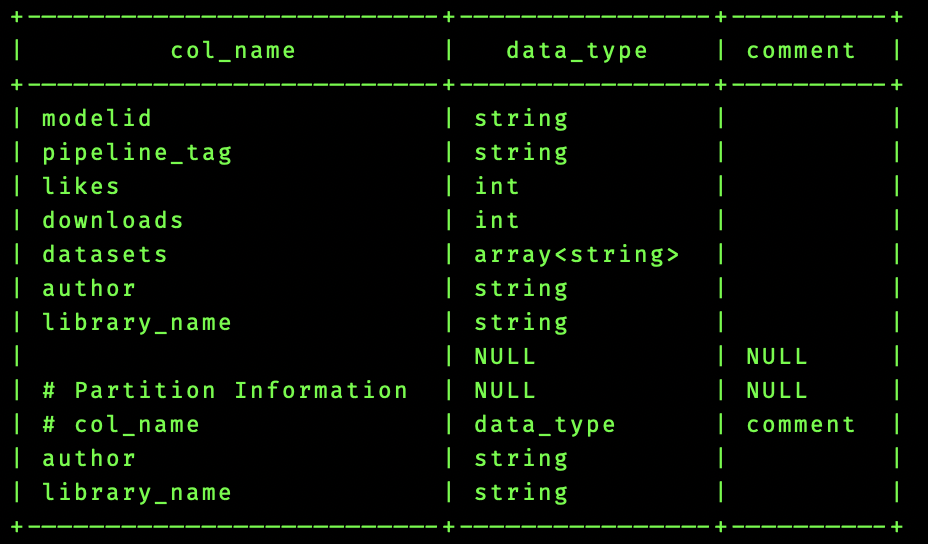 +---------------------------+----------------+----------+
|         col_name          |   data_type    | comment  |
+---------------------------+----------------+----------+
| modelid                   | string         |          |
| pipeline_tag              | string         |          |
| likes                     | int            |          |
| downloads                 | int            |          |
| datasets                  | array<string>  |          |
| author                    | string         |          |
| library_name              | string         |          |
|                           | NULL           | NULL     |
| # Partition Information   | NULL           | NULL     |
| # col_name                | data_type      | comment  |
| author                    | string         |          |
| library_name              | string         |          |
+---------------------------+----------------+----------+